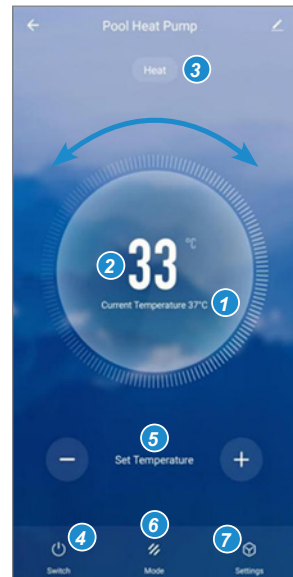 Pool Heat Pump
Heat 3
2 33 °C
Current Temperature 37°C 1
5
Set Temperature
4 6 7
Switch Mode Settings